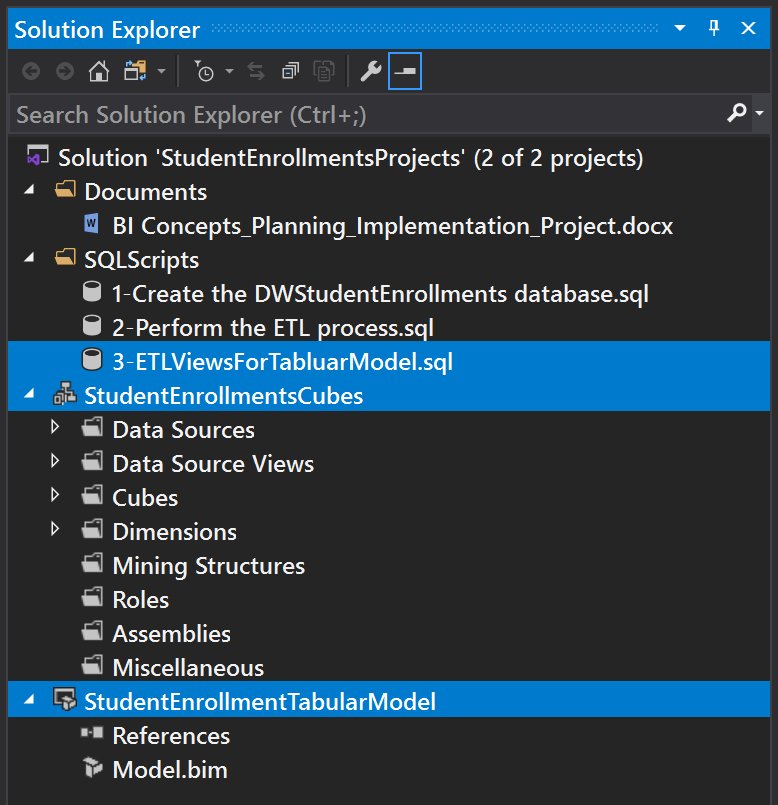 Solution Explorer
Search Solution Explorer (Ctrl+;)
Solution 'StudentEnrollmentsProjects' (2 of 2 projects)
Documents
W
BI Concepts_Planning_Implementation_Project.docx
SQLScripts
1-Create the DWStudentEnrollments database.sql
2-Perform the ETL process.sql
3-ETLViewsForTabluarModel.sql
StudentEnrollmentsCubes
Data Sources
Data Source Views
Cubes
Dimensions
Mining Structures
Roles
Assemblies
Miscellaneous
StudentEnrollmentTabularModel
References
Model.bim